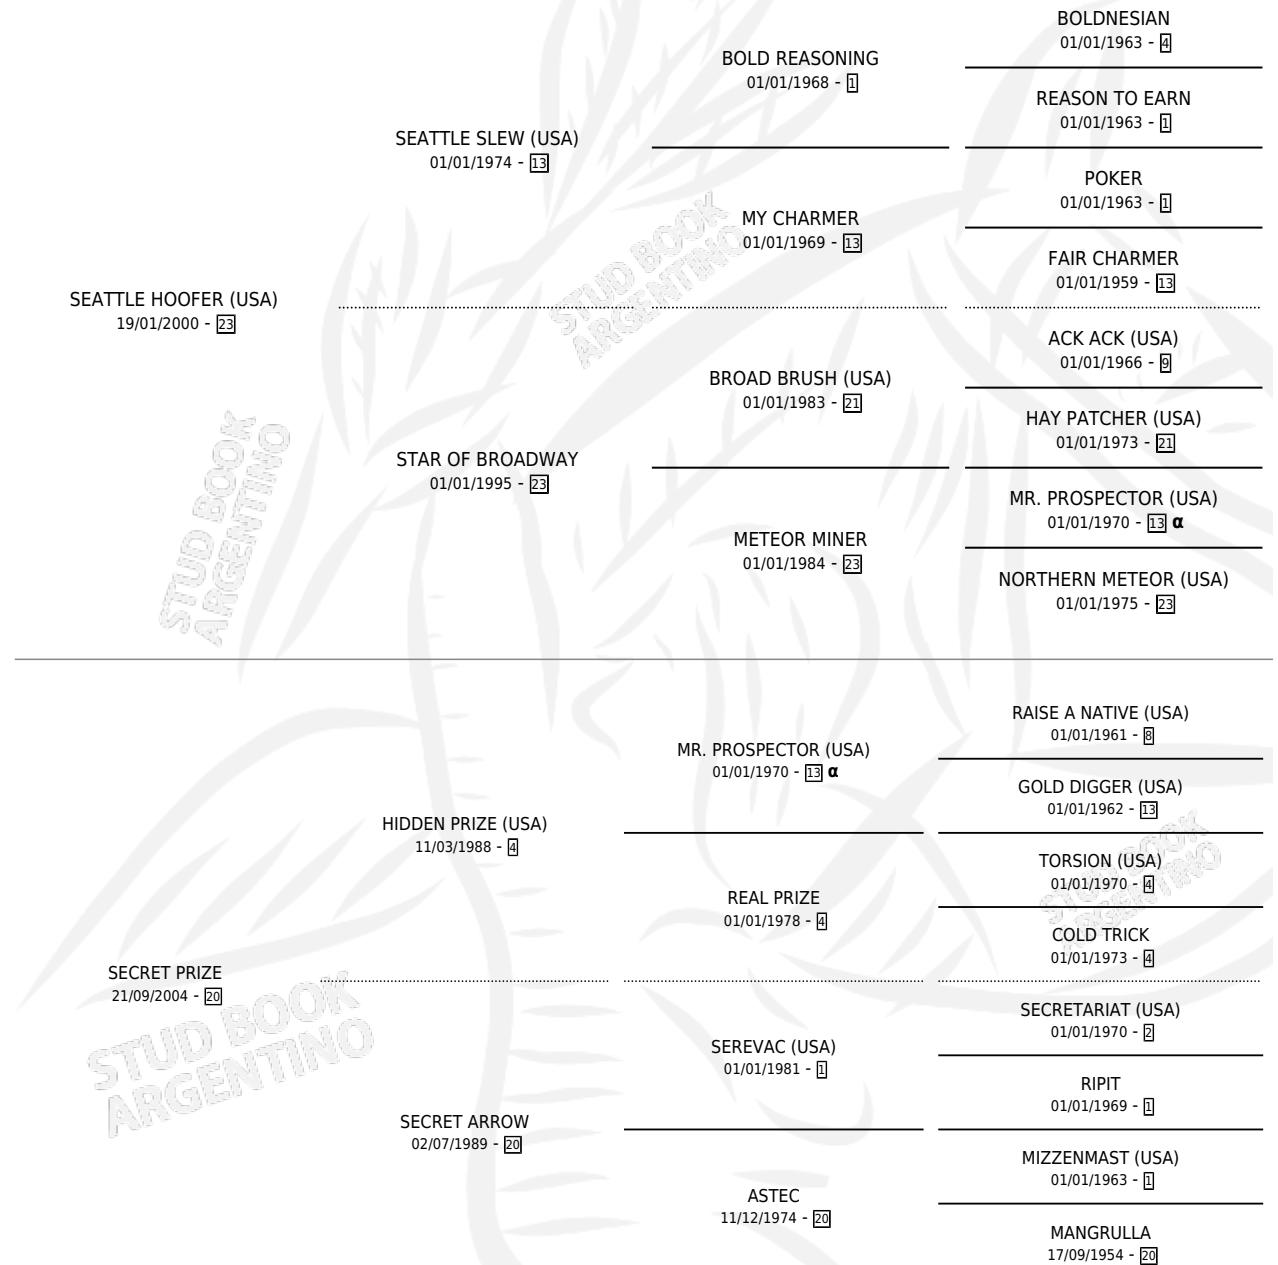 BOLDNESIAN
01/01/1963 - 4
BOLD REASONING
01/01/1968 - 1
REASON TO EARN
01/01/1963 - 1
SEATTLE SLEW (USA)
01/01/1974 - 13
POKER
01/01/1963 - 1
MY CHARMER
01/01/1969 - 13
FAIR CHARMER
01/01/1959 - 13
SEATTLE HOOFER (USA)
19/01/2000 - 23
ACK ACK (USA)
01/01/1966 - 9
BROAD BRUSH (USA)
01/01/1983 - 21
HAY PATCHER (USA)
01/01/1973 - 21
STAR OF BROADWAY
01/01/1995 - 23
MR. PROSPECTOR (USA)
01/01/1970 - 13 α
METEOR MINER
01/01/1984 - 23
NORTHERN METEOR (USA)
01/01/1975 - 23
RAISE A NATIVE (USA)
01/01/1961 - 8
MR. PROSPECTOR (USA)
01/01/1970 - 13 α
GOLD DIGGER (USA)
01/01/1962 - 13
HIDDEN PRIZE (USA)
11/03/1988 - 4
TORSION (USA)
01/01/1970 - 4
REAL PRIZE
01/01/1978 - 4
COLD TRICK
01/01/1973 - 4
SECRET PRIZE
21/09/2004 - 20
SECRETARIAT (USA)
01/01/1970 - 2
SEREVAC (USA)
01/01/1981 - 1
RIPIT
01/01/1969 - 1
SECRET ARROW
02/07/1989 - 20
MIZZENMAST (USA)
01/01/1963 - 1
ASTEC
11/12/1974 - 20
MANGRULLA
17/09/1954 - 20
STUD BOOK
ARGENTINO
STUD BOOK
ARGENTINO
STUD BOOK
ARGENTINO
STUD BOOK
ARGENTINO